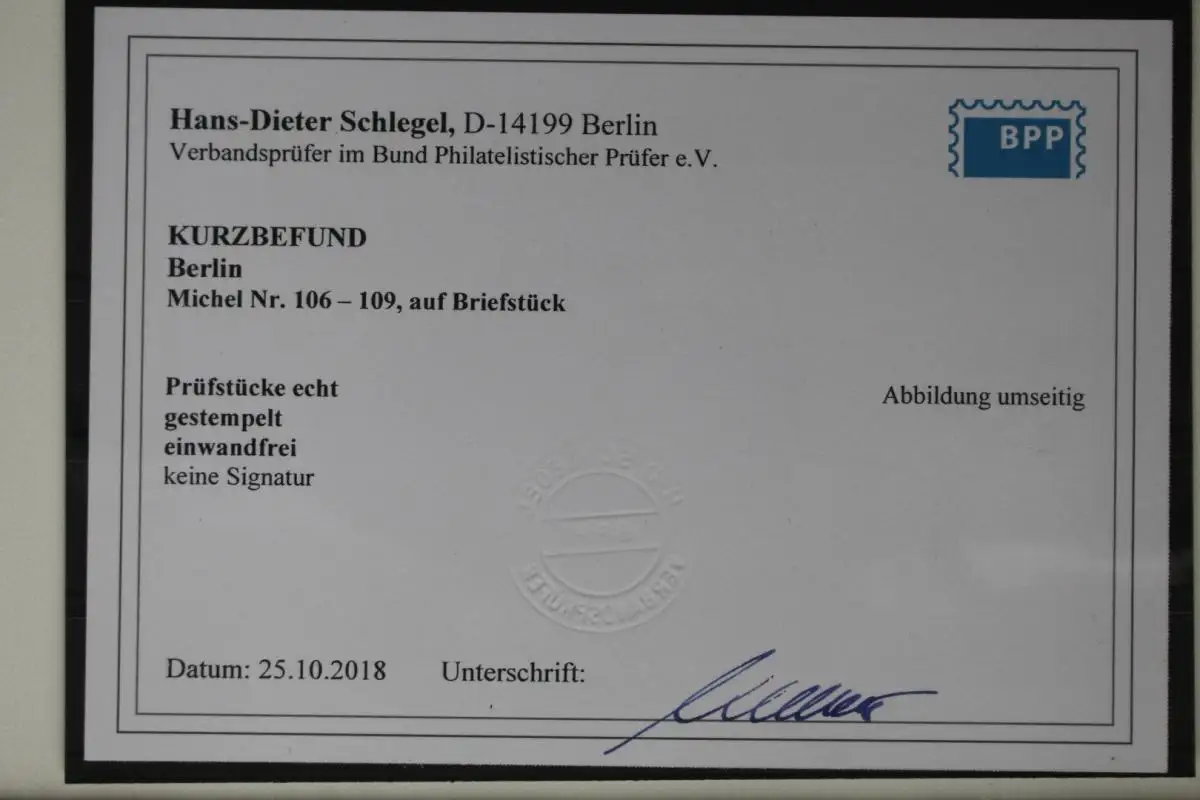 Hans-Dieter Schlegel, D-14199 Berlin
Verbandsprüfer im Bund Philatelistischer Prüfer e.V.
BPP
KURZBEFUND
Berlin
Michel Nr. 106 – 109, auf Briefstück
Prüfstücke echt
gestempelt
einwandfrei
keine Signatur
Abbildung umseitig
Datum: 25.10.2018 Unterschrift: